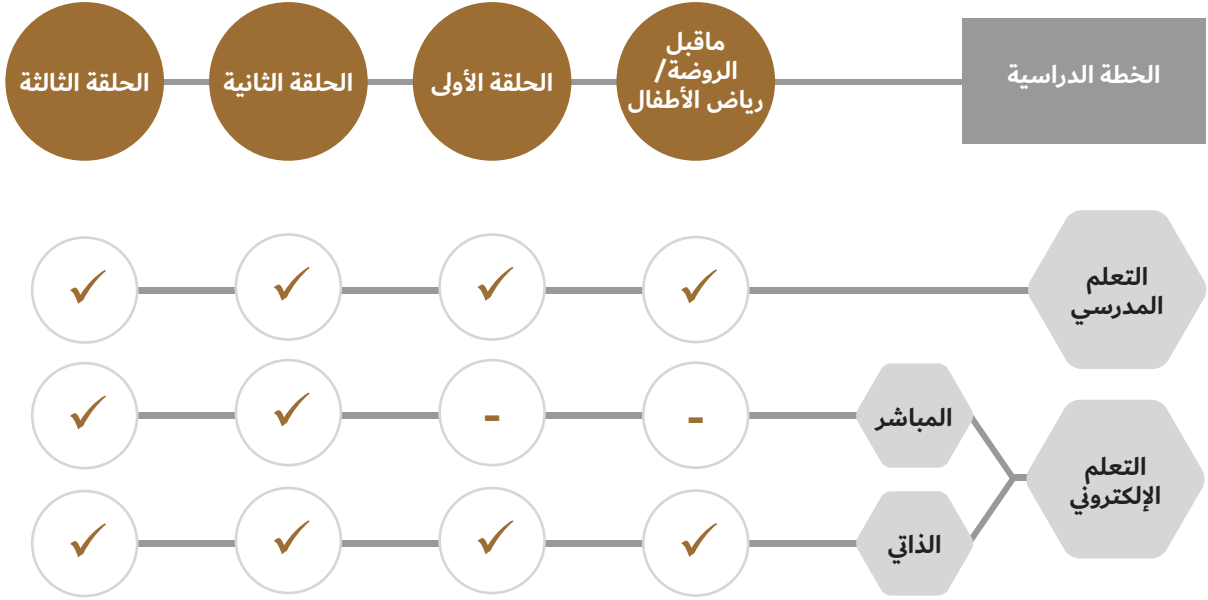 الخطة الدراسية
ماقبل
الروضة/
رياض الأطفال
الحلقة الأولى
الحلقة الثانية
الحلقة الثالثة
التعلم
المدرسي
✓ ✓ ✓ ✓
التعلم
الإلكتروني
المباشر
- - ✓ ✓
الذاتي
✓ ✓ ✓ ✓